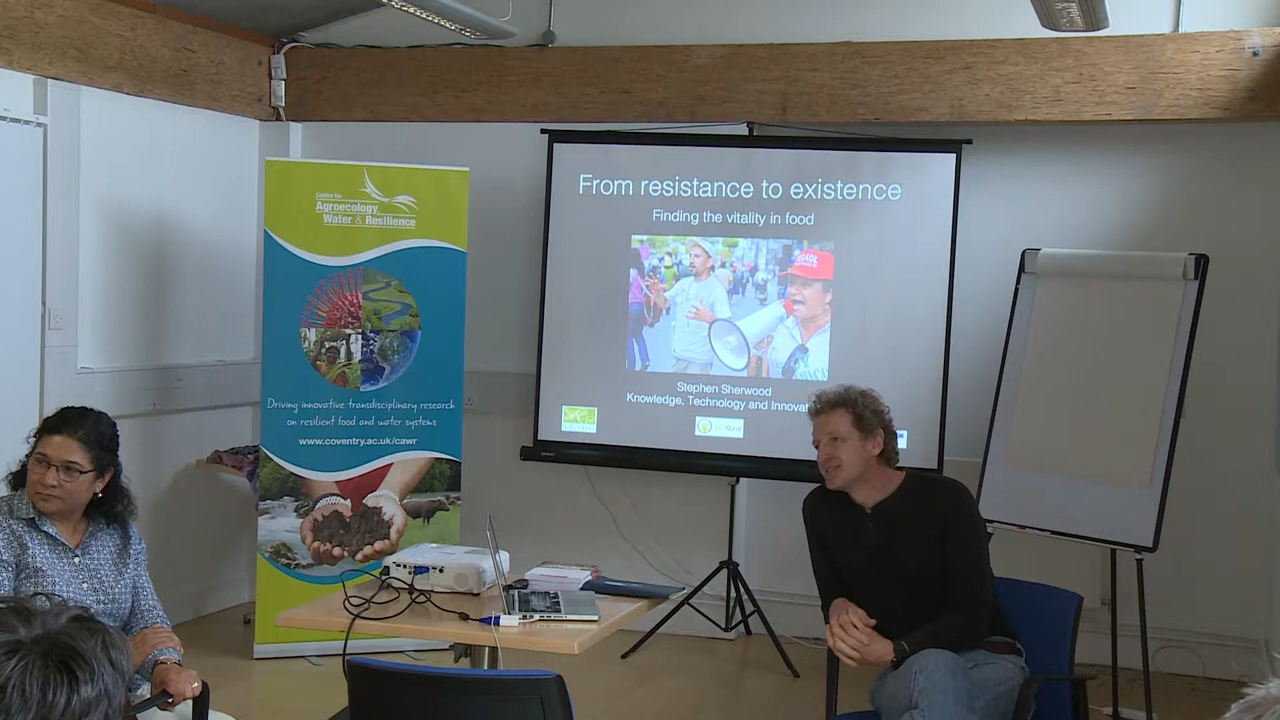 Centre for
Agroecology
Water & Resilience
Driving innovative transdisciplinary research
on resilient food and water systems
www.coventry.ac.uk/cawr
From resistance to existence
Finding the vitality in food
Stephen Sherwood
Knowledge, Technology and